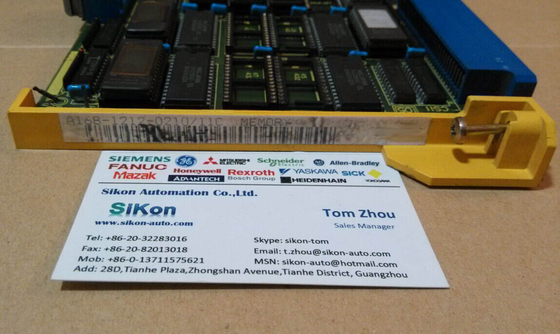 A16B-1212-0210/11C MEMOR
SIEMENS GE MITSUBISHI ELECTRIC Schneider Electric AB Allen-Bradley
FANUC Honeywell Rexroth Bosch Group YASKAWA SICK YOKOGAWA
Mazak ADVANTECH HEIDENHAIN
Sikon Automation Co.,Ltd.
SiKon
www.sikon-auto.com
Tom Zhou
Sales Manager
Tel: +86-20-32283016
Fax: +86-20-82013018
Mob: +86-0-13711575621
Skype: sikon-tom
Email: t.zhou@sikon-auto.com
MSN: sikon-auto@hotmail.com
Add: 28D,Tianhe Plaza,Zhongshan Avenue,Tianhe District, Guangzhou